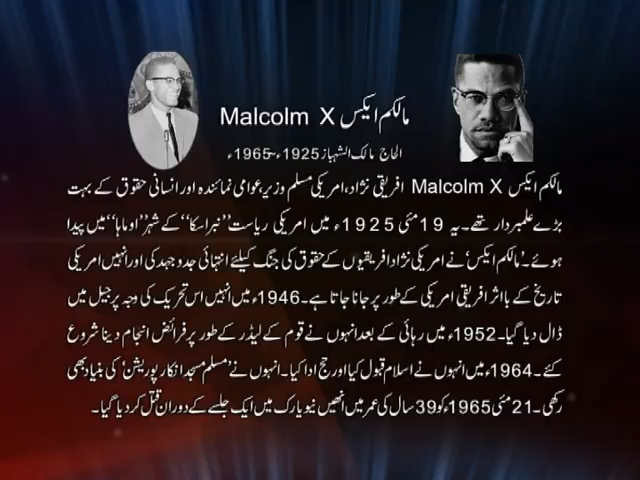 مالکم ایکس Malcolm X
الحاج مالک الشہباز 1925ء-1965ء
مالکم ایکس Malcolm X افریقی نژاد، امریکی مسلم وزیر، عوامی نمائندہ اور انسانی حقوق کے بہت
بڑے علمبردار تھے۔ یہ 19 مئی 1925ء میں امریکی ریاست ”نبراسکا“ کے شہر ”اوماہا“ میں پیدا
ہوئے۔ ’مالکم ایکس‘ نے امریکی نژاد افریقیوں کے حقوق کی جنگ کیلئے انتہائی جدوجہد کی اور انہیں امریکی
تاریخ کے بااثر افریقی امریکی کے طور پر جانا جاتا ہے۔ 1946ء میں انہیں اس تحریک کی وجہ پر جیل میں
ڈال دیا گیا۔ 1952ء میں رہائی کے بعد انہوں نے قوم کے لیڈر کے طور پر فرائض انجام دینا شروع
کئے۔ 1964ء میں انہوں نے اسلام قبول کیا اور حج ادا کیا۔ انہوں نے ’مسلم مسجد انکارپوریشن‘ کی بنیاد بھی
رکھی۔ 21 مئی 1965ء کو 39 سال کی عمر میں انھیں نیویارک میں ایک جلسے کے دوران قتل کر دیا گیا۔